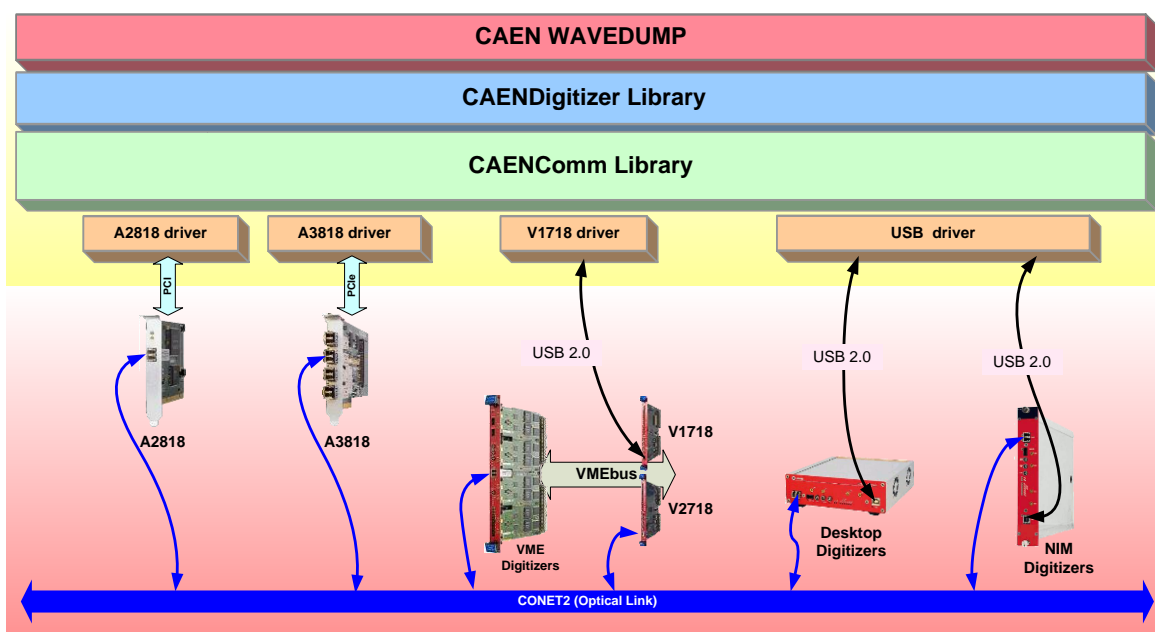 CAEN WAVEDUMP
CAENDigitizer Library
CAENComm Library
A2818 driver
A3818 driver
V1718 driver
USB driver
PCI
PCIe
USB 2.0
USB 2.0
USB 2.0
A2818
A3818
V1718
VMEbus
V2718
VME
Digitizers
Desktop
Digitizers
NIM
Digitizers
CONET2 (Optical Link)